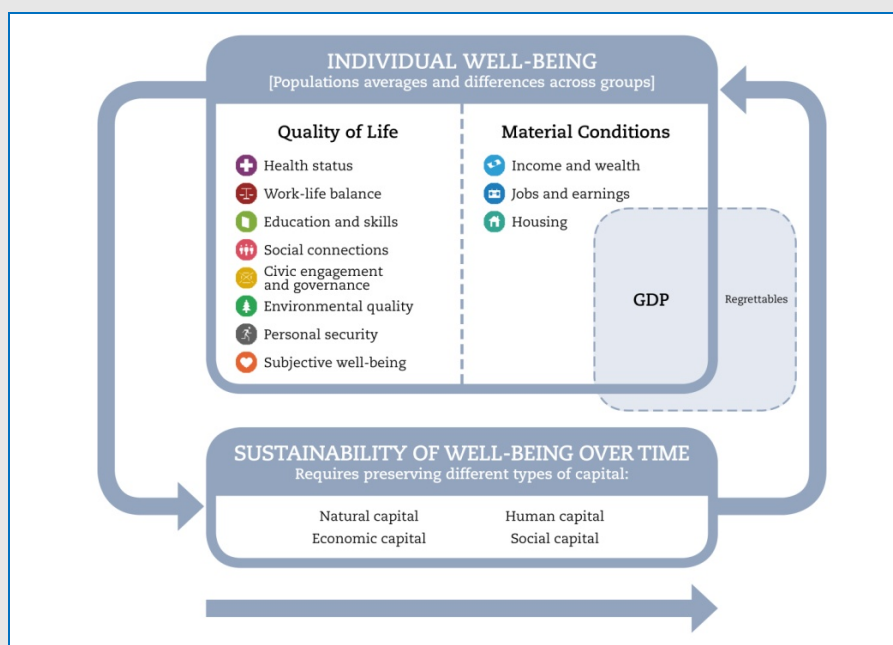 INDIVIDUAL WELL-BEING
[Populations averages and differences across groups]
Quality of Life
Health status
Work-life balance
Education and skills
Social connections
Civic engagement
and governance
Environmental quality
Personal security
Subjective well-being
Material Conditions
Income and wealth
Jobs and earnings
Housing
GDP
Regrettables
SUSTAINABILITY OF WELL-BEING OVER TIME
Requires preserving different types of capital:
Natural capital
Human capital
Economic capital
Social capital